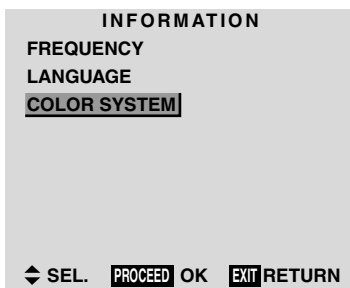 INFORMATION
FREQUENCY
LANGUAGE
COLOR SYSTEM
SEL. PROCEED OK EXIT RETURN